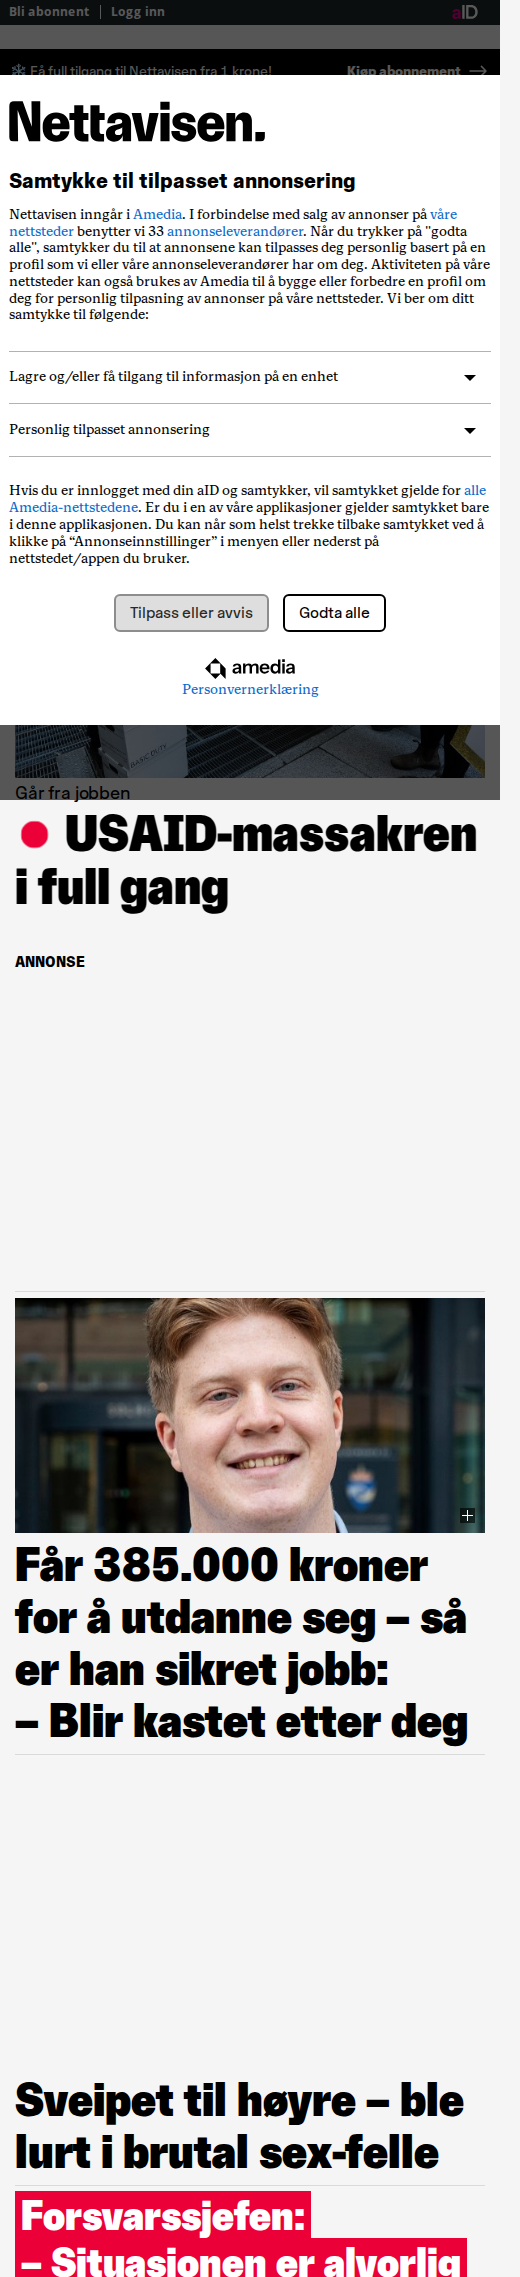 Bli abonnent
Logg inn
aID
Få full tilgang til Nettavisen fra 1 krone!
Kjøp abonnement
Nettavisen.
Samtykke til tilpasset annonsering
Nettavisen inngår i Amedia. I forbindelse med salg av annonser på våre
nettsteder benytter vi 33 annonseleverandører. Når du trykker på "godta
alle", samtykker du til at annonsene kan tilpasses deg personlig basert på en
profil som vi eller våre annonseleverandører har om deg. Aktiviteten på våre
nettsteder kan også brukes av Amedia til å bygge eller forbedre en profil om
deg for personlig tilpasning av annonser på våre nettsteder. Vi ber om ditt
samtykke til følgende:
Lagre og/eller få tilgang til informasjon på en enhet
Personlig tilpasset annonsering
Hvis du er innlogget med din aID og samtykker, vil samtykket gjelde for alle
Amedia-nettstedene. Er du i en av våre applikasjoner gjelder samtykket bare
i denne applikasjonen. Du kan når som helst trekke tilbake samtykket ved å
klikke på “Annonseinnstillinger” i menyen eller nederst på
nettstedet/appen du bruker.
Tilpass eller avvis
Godta alle
amedia
Personvernerklæring
BASIC DUTY
Går fra jobben
USAID-massakren
i full gang
ANNONSE
Får 385.000 kroner
for å utdanne seg – så
er han sikret jobb:
– Blir kastet etter deg
Sveipet til høyre – ble
lurt i brutal sex-felle
Forsvarssjefen:
– Situasjonen er alvorlig